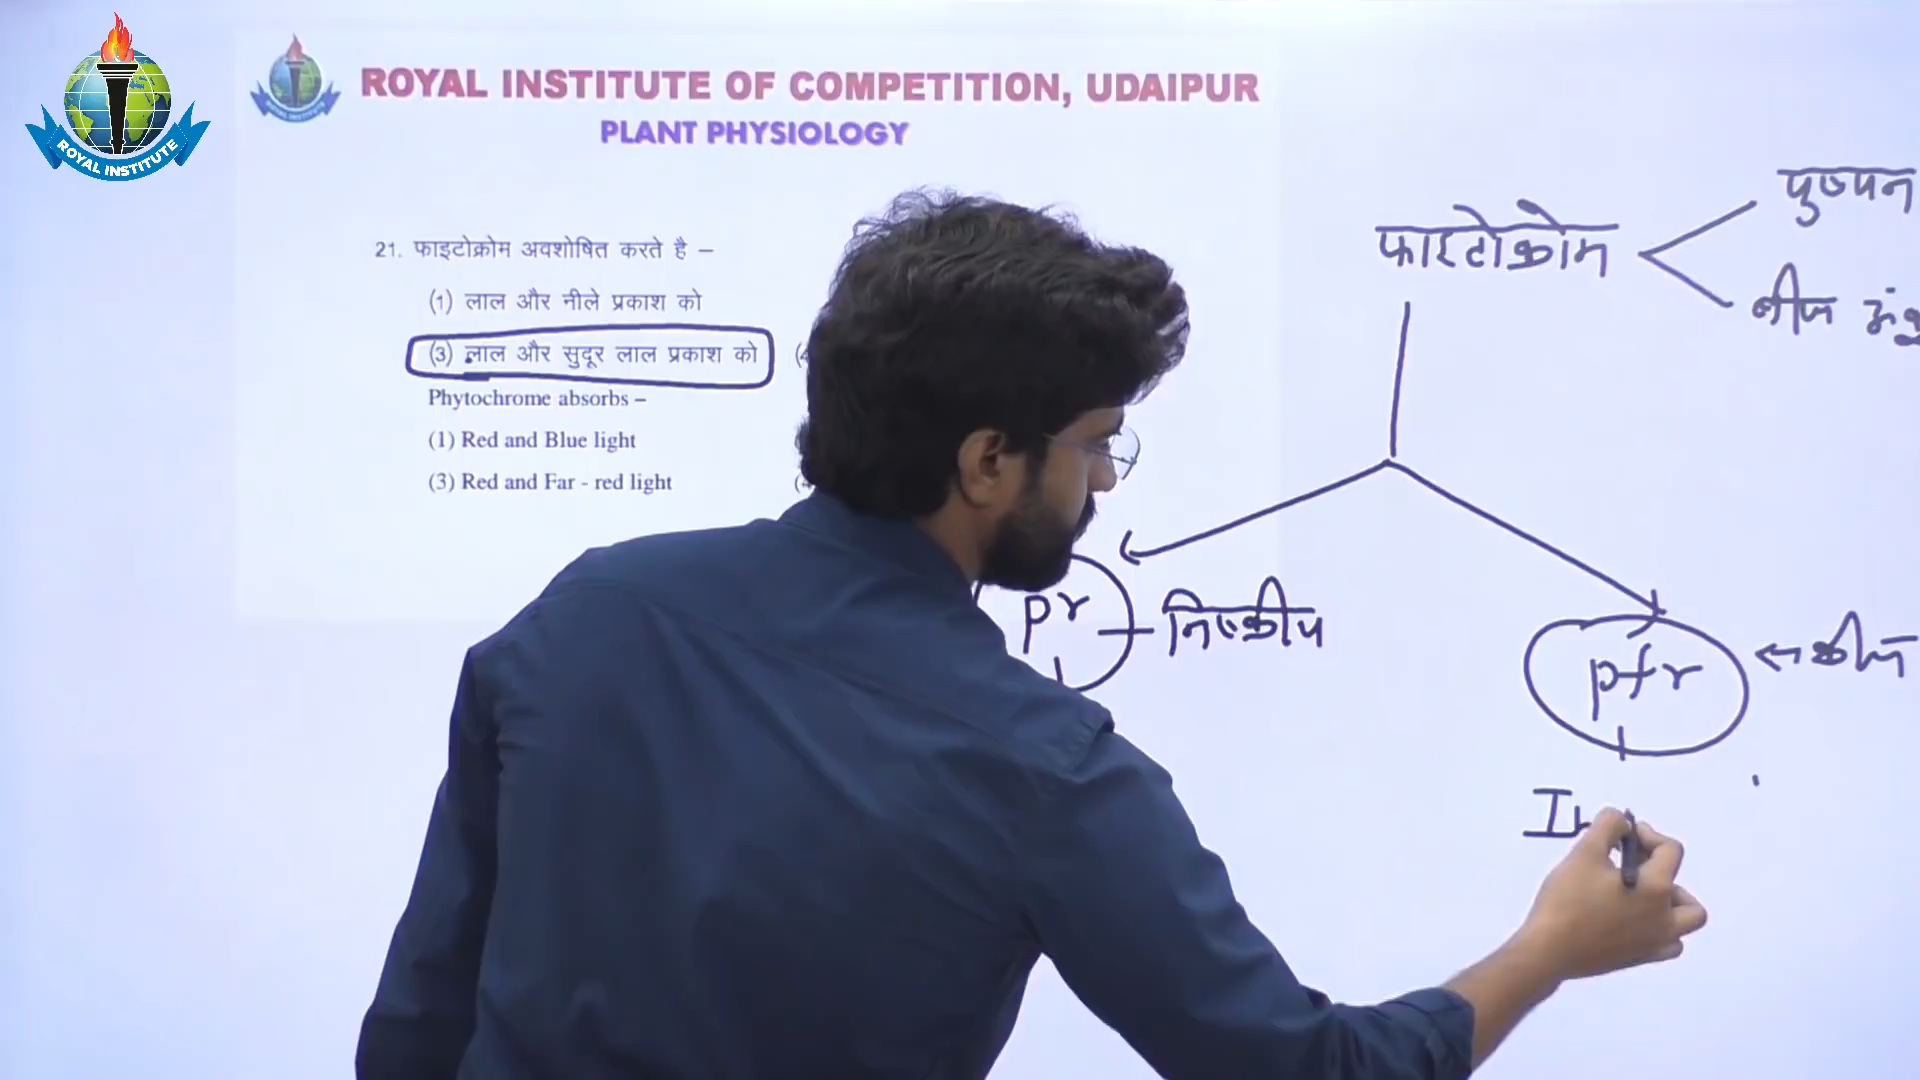 ROYAL INSTITUTE
ROYAL INSTITUTE OF COMPETITION, UDAIPUR
PLANT PHYSIOLOGY
21. फाइटोक्रोम अवशोषित करते है –
(1) लाल और नीले प्रकाश को
(3) लाल और सुदूर लाल प्रकाश को
Phytochrome absorbs –
(1) Red and Blue light
(3) Red and Far - red light
फाइटोक्रोम
पुष्पन
बीज
pr
निष्क्रीय
pfr